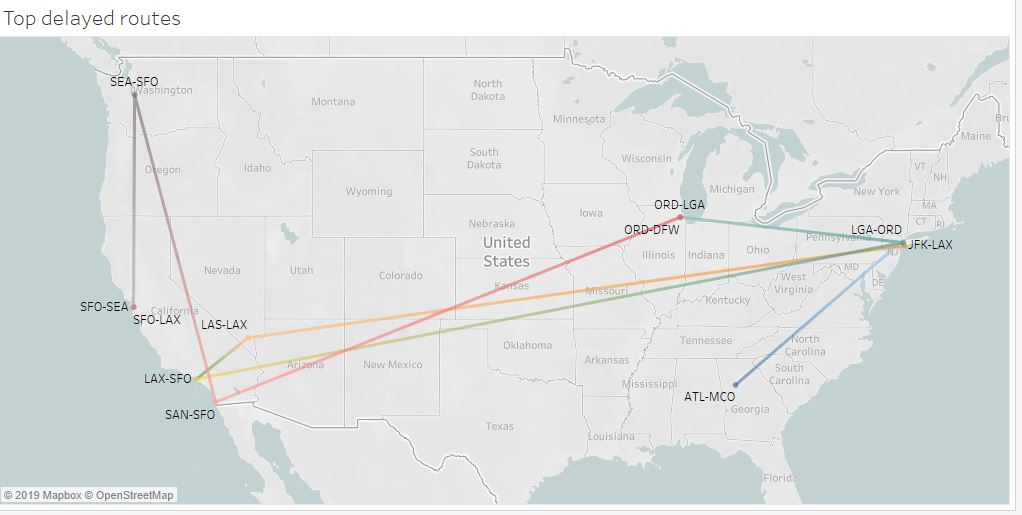 Top delayed routes
SEA-SFO
Washington
Montana
North
Dakota
Minnesota
Maine
Oregon
Idaho
South
Dakota
Wisconsin
Michigan
VT
NH
New York
MA
CT
RI
Wyoming
Iowa
ORD-LGA
ORD-DFW
LGA-ORD
JFK-LAX
Nebraska
United
States
Illinois
Indiana
Ohio
Pennsylvania
NJ
Nevada
Utah
Colorado
Kansas
Missouri
West
Virginia
MD
DE
Kentucky
SFO-SEA
California
SFO-LAX
LAS-LAX
Arizona
New Mexico
Oklahoma
Arkansas
Tennessee
North
Carolina
South
Carolina
LAX-SFO
SAN-SFO
Mississippi
ATL-MCO
Georgia
Texas
Louisiana
Florida
© 2019 Mapbox © OpenStreetMap